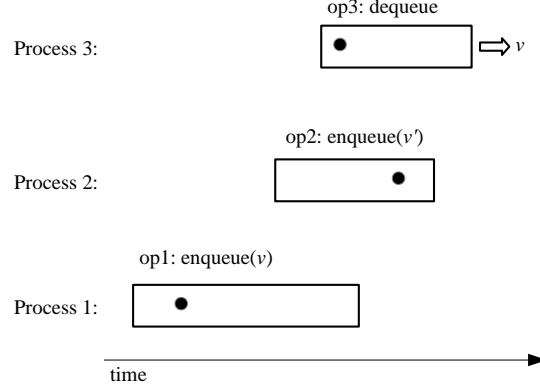 op3: dequeue
Process 3:
v
op2: enqueue(v')
Process 2:
op1: enqueue(v)
Process 1:
time